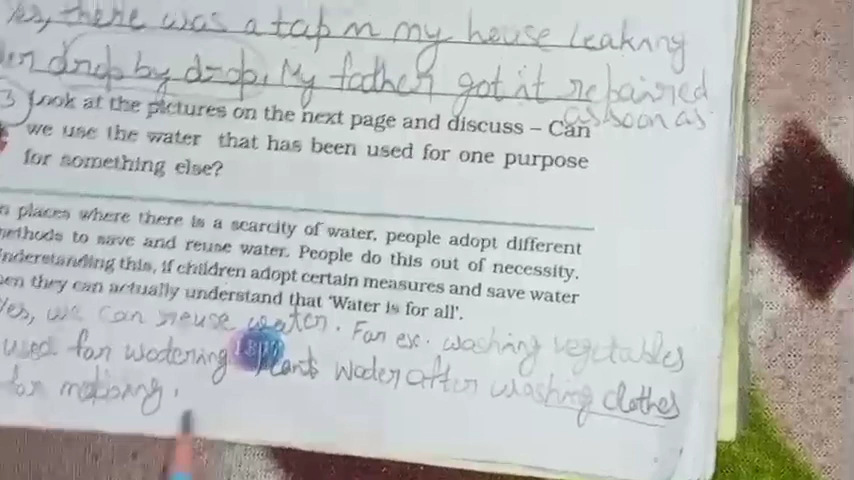 Yes, there was a tap in my house leaking
drop by drop. My father got it repaired
as soon as
3 Look at the pictures on the next page and discuss – Can
we use the water that has been used for one purpose
for something else?
n places where there is a scarcity of water, people adopt different
nethods to save and reuse water. People do this out of necessity.
nderstanding this, if children adopt certain measures and save water
en they can actually understand that 'Water is for all'.
Yes, we can reuse water. For ex. washing vegetables
used for watering plants water after washing clothes
for mobbing.